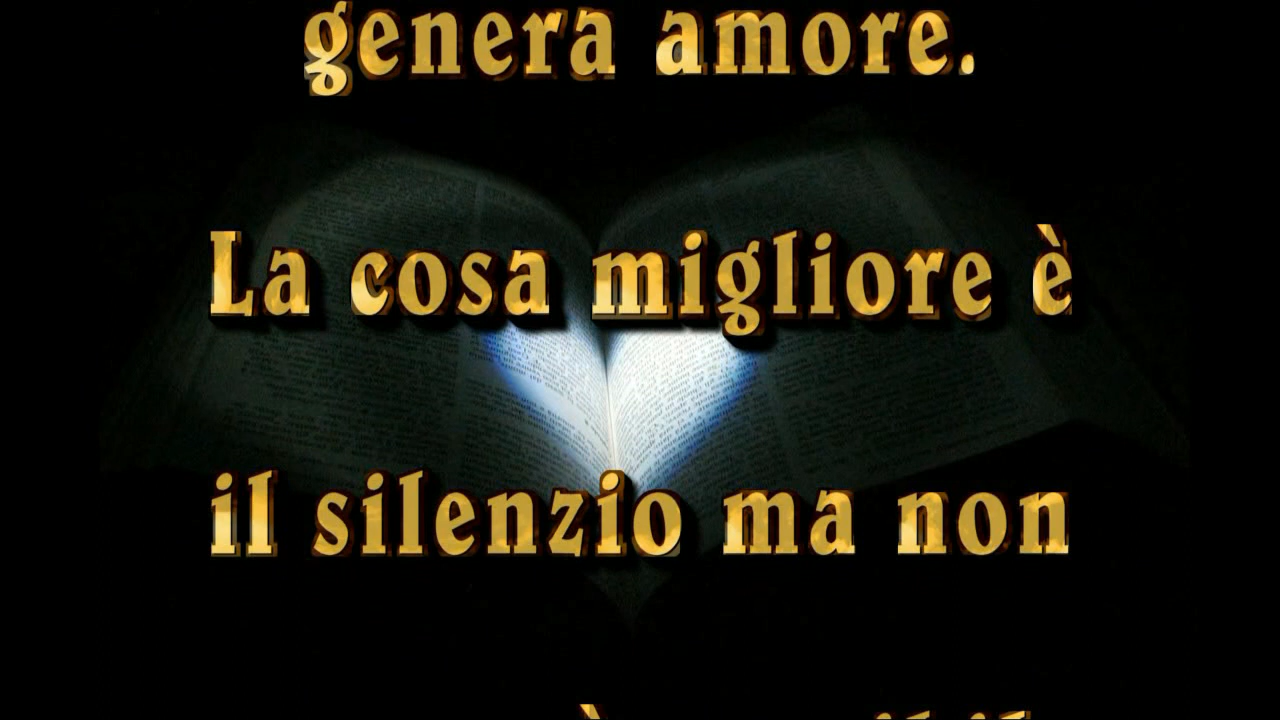 genera amore.
La cosa migliore è
il silenzio ma non